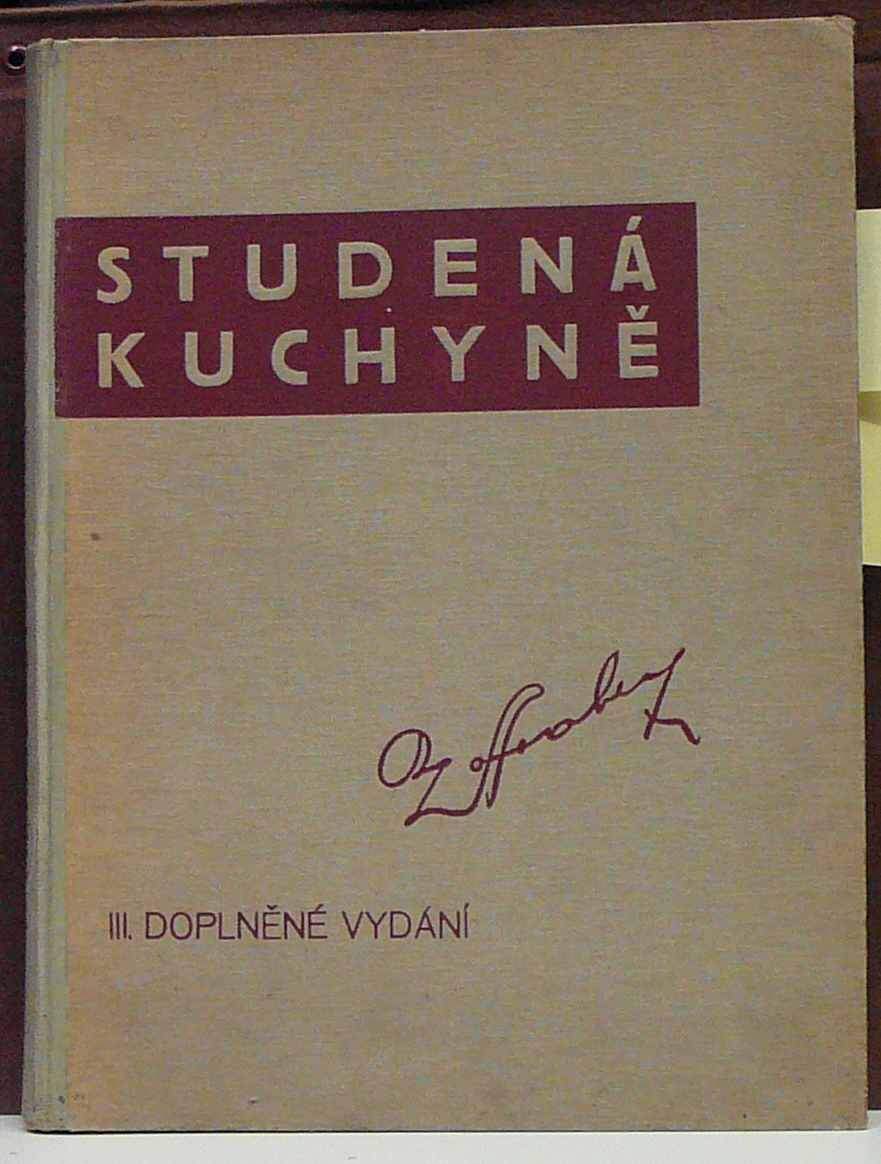 STUDENÁ
KUCHYNĚ
III. DOPLNĚNÉ VYDÁNÍ